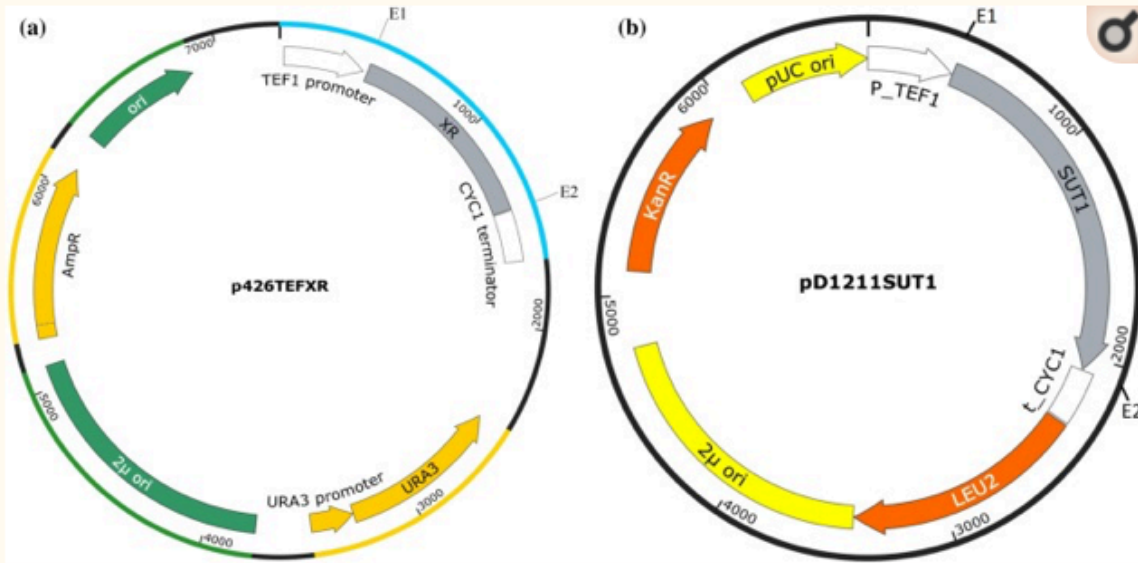 (a)
E1
7000
TEF1 promoter
ori
1000
XR
E2
6000
AmpR
CYC1 terminator
p426TEFXR
2000
5000
2μ ori
URA3 promoter
URA3
3000
4000
(b)
E1
pUC ori
P_TEF1
6000
1000
KanR
SUT1
pD1211SUT1
5000
2000
t_CYC1
E2
2μ ori
LEU2
4000
3000